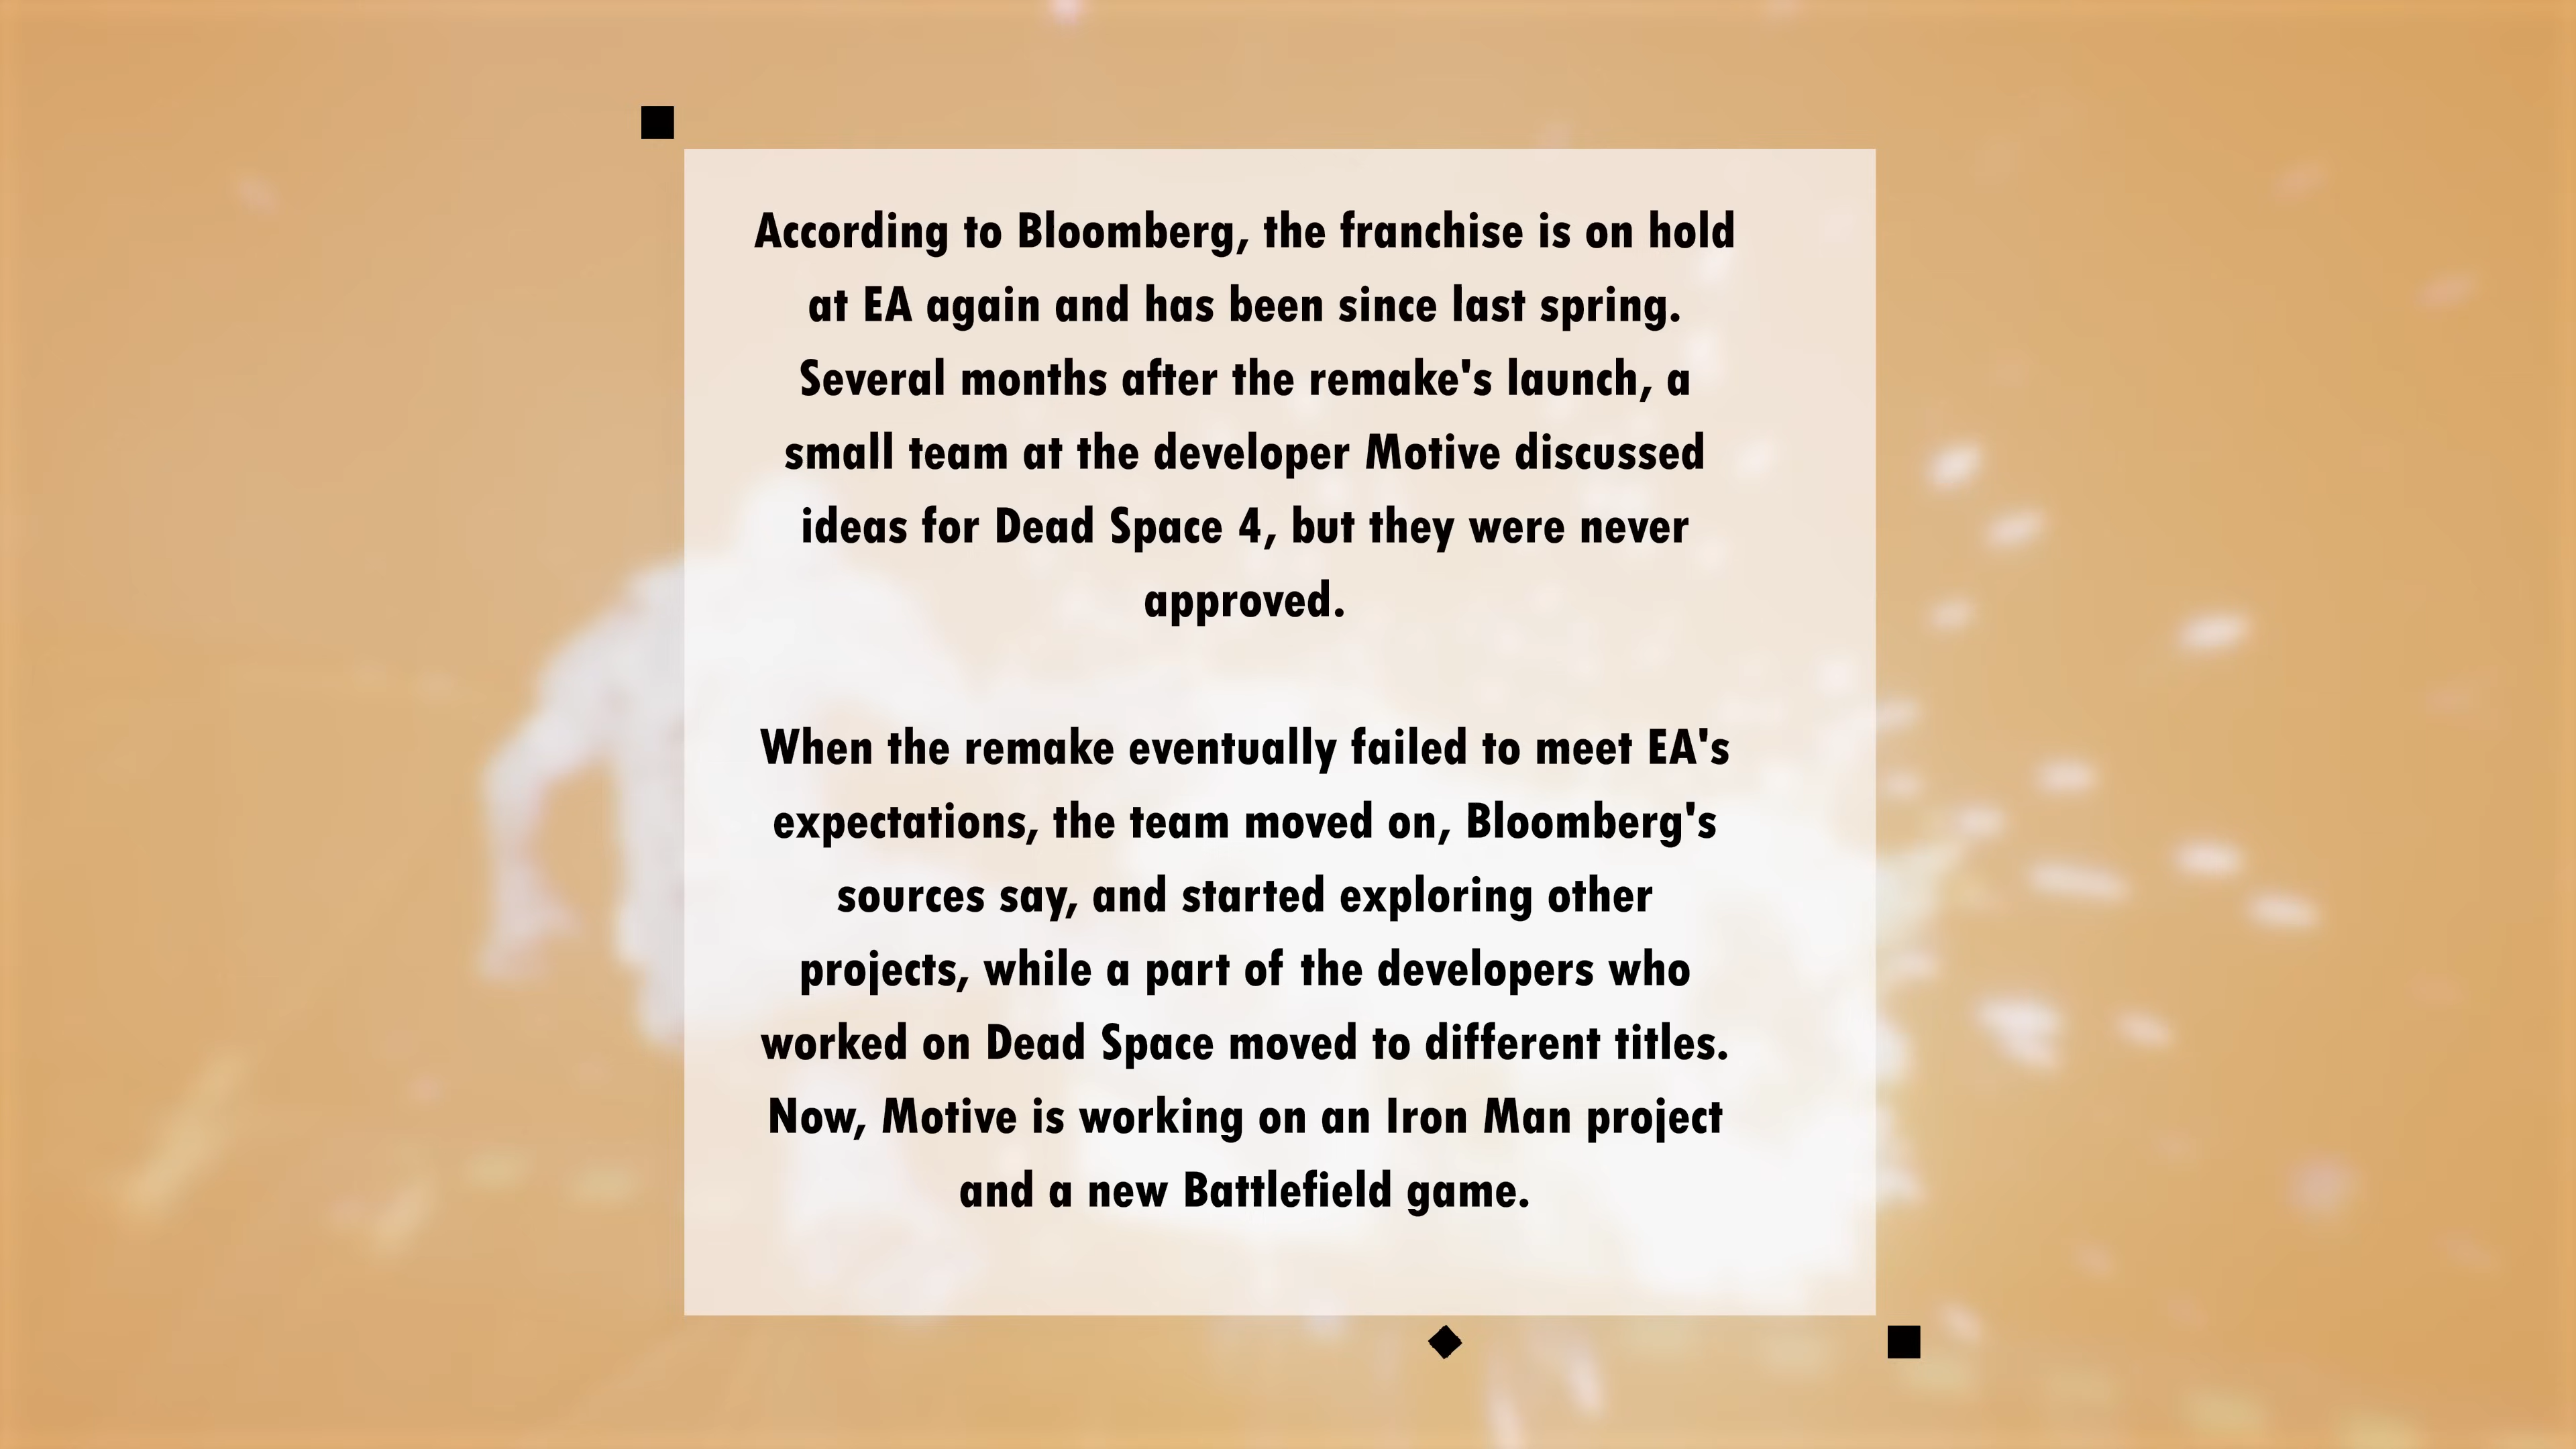 According to Bloomberg, the franchise is on hold
at EA again and has been since last spring.
Several months after the remake's launch, a
small team at the developer Motive discussed
ideas for Dead Space 4, but they were never
approved.
When the remake eventually failed to meet EA's
expectations, the team moved on, Bloomberg's
sources say, and started exploring other
projects, while a part of the developers who
worked on Dead Space moved to different titles.
Now, Motive is working on an Iron Man project
and a new Battlefield game.